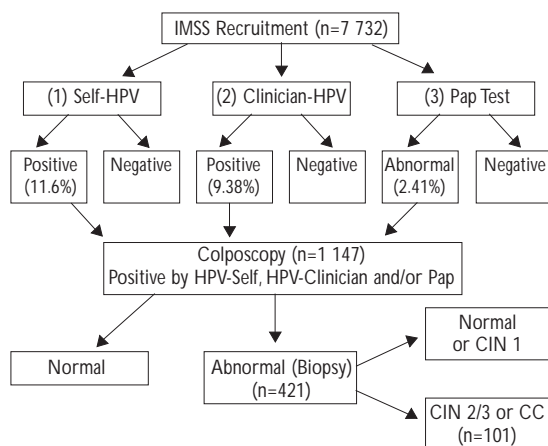 IMSS Recruitment (n=7 732)
(1) Self-HPV
(2) Clinician-HPV
(3) Pap Test
Positive
(11.6%)
Negative
Positive
(9.38%)
Negative
Abnormal
(2.41%)
Negative
Colposcopy (n=1 147)
Positive by HPV-Self, HPV-Clinician and/or Pap
Normal
Abnormal (Biopsy)
(n=421)
Normal
or CIN 1
CIN 2/3 or CC
(n=101)